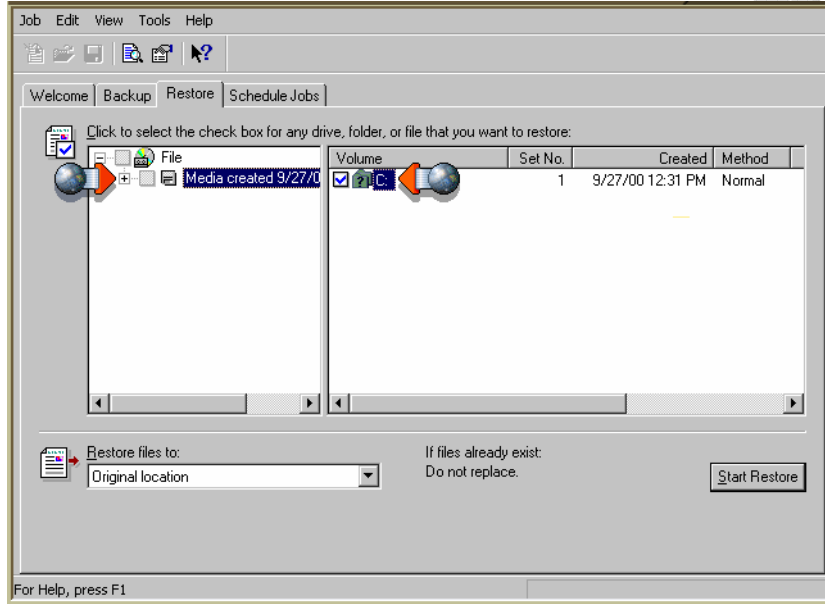 Job Edit View Tools Help
Welcome Backup Restore Schedule Jobs
Click to select the check box for any drive, folder, or file that you want to restore:
File
Volume Set No. Created Method
Media created 9/27/0
C: 1 9/27/00 12:31 PM Normal
Restore files to:
If files already exist:
Original location
Do not replace.
Start Restore
For Help, press F1